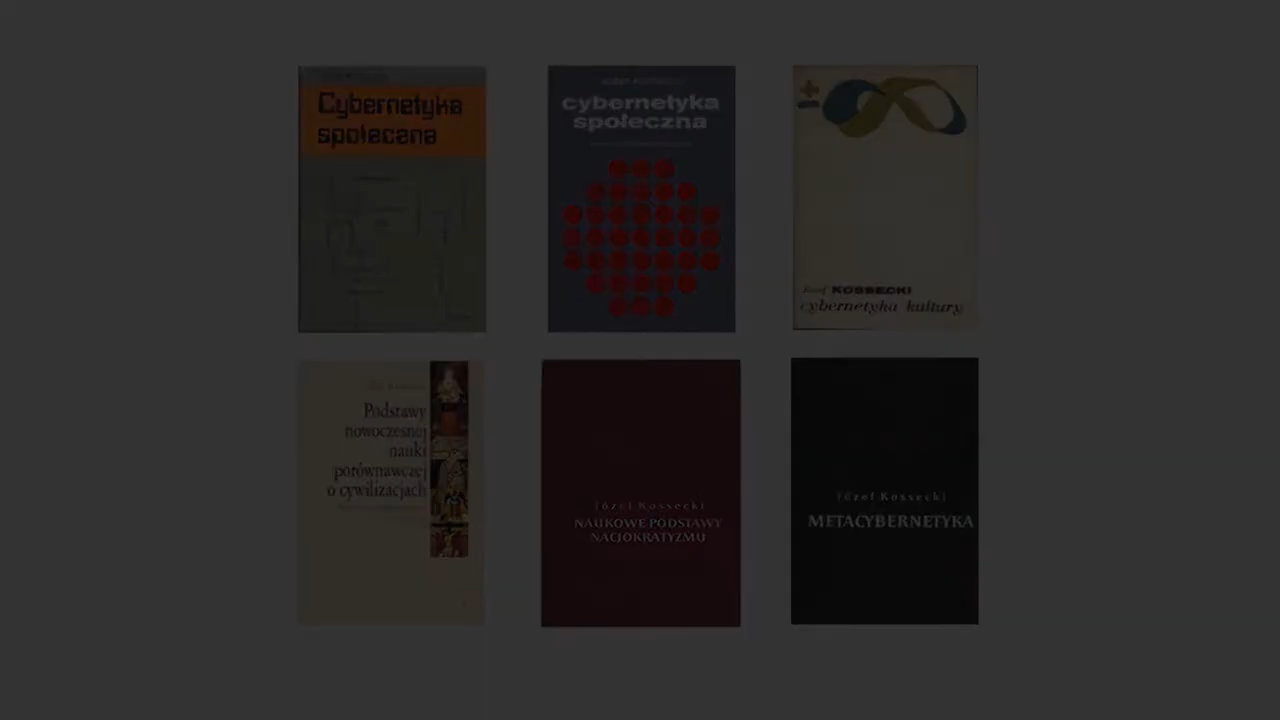 Cybernetyka
społeczna
cybernetyka
społeczna
Józef KOSSECKI
cybernetyka kultury
Podstawy
nowoczesnej
nauki
porównawczej
o cywilizacjach
Józef Kossecki
NAUKOWE PODSTAWY
NACJOKRATYZMU
Józef Kossecki
METACYBERNETYKA